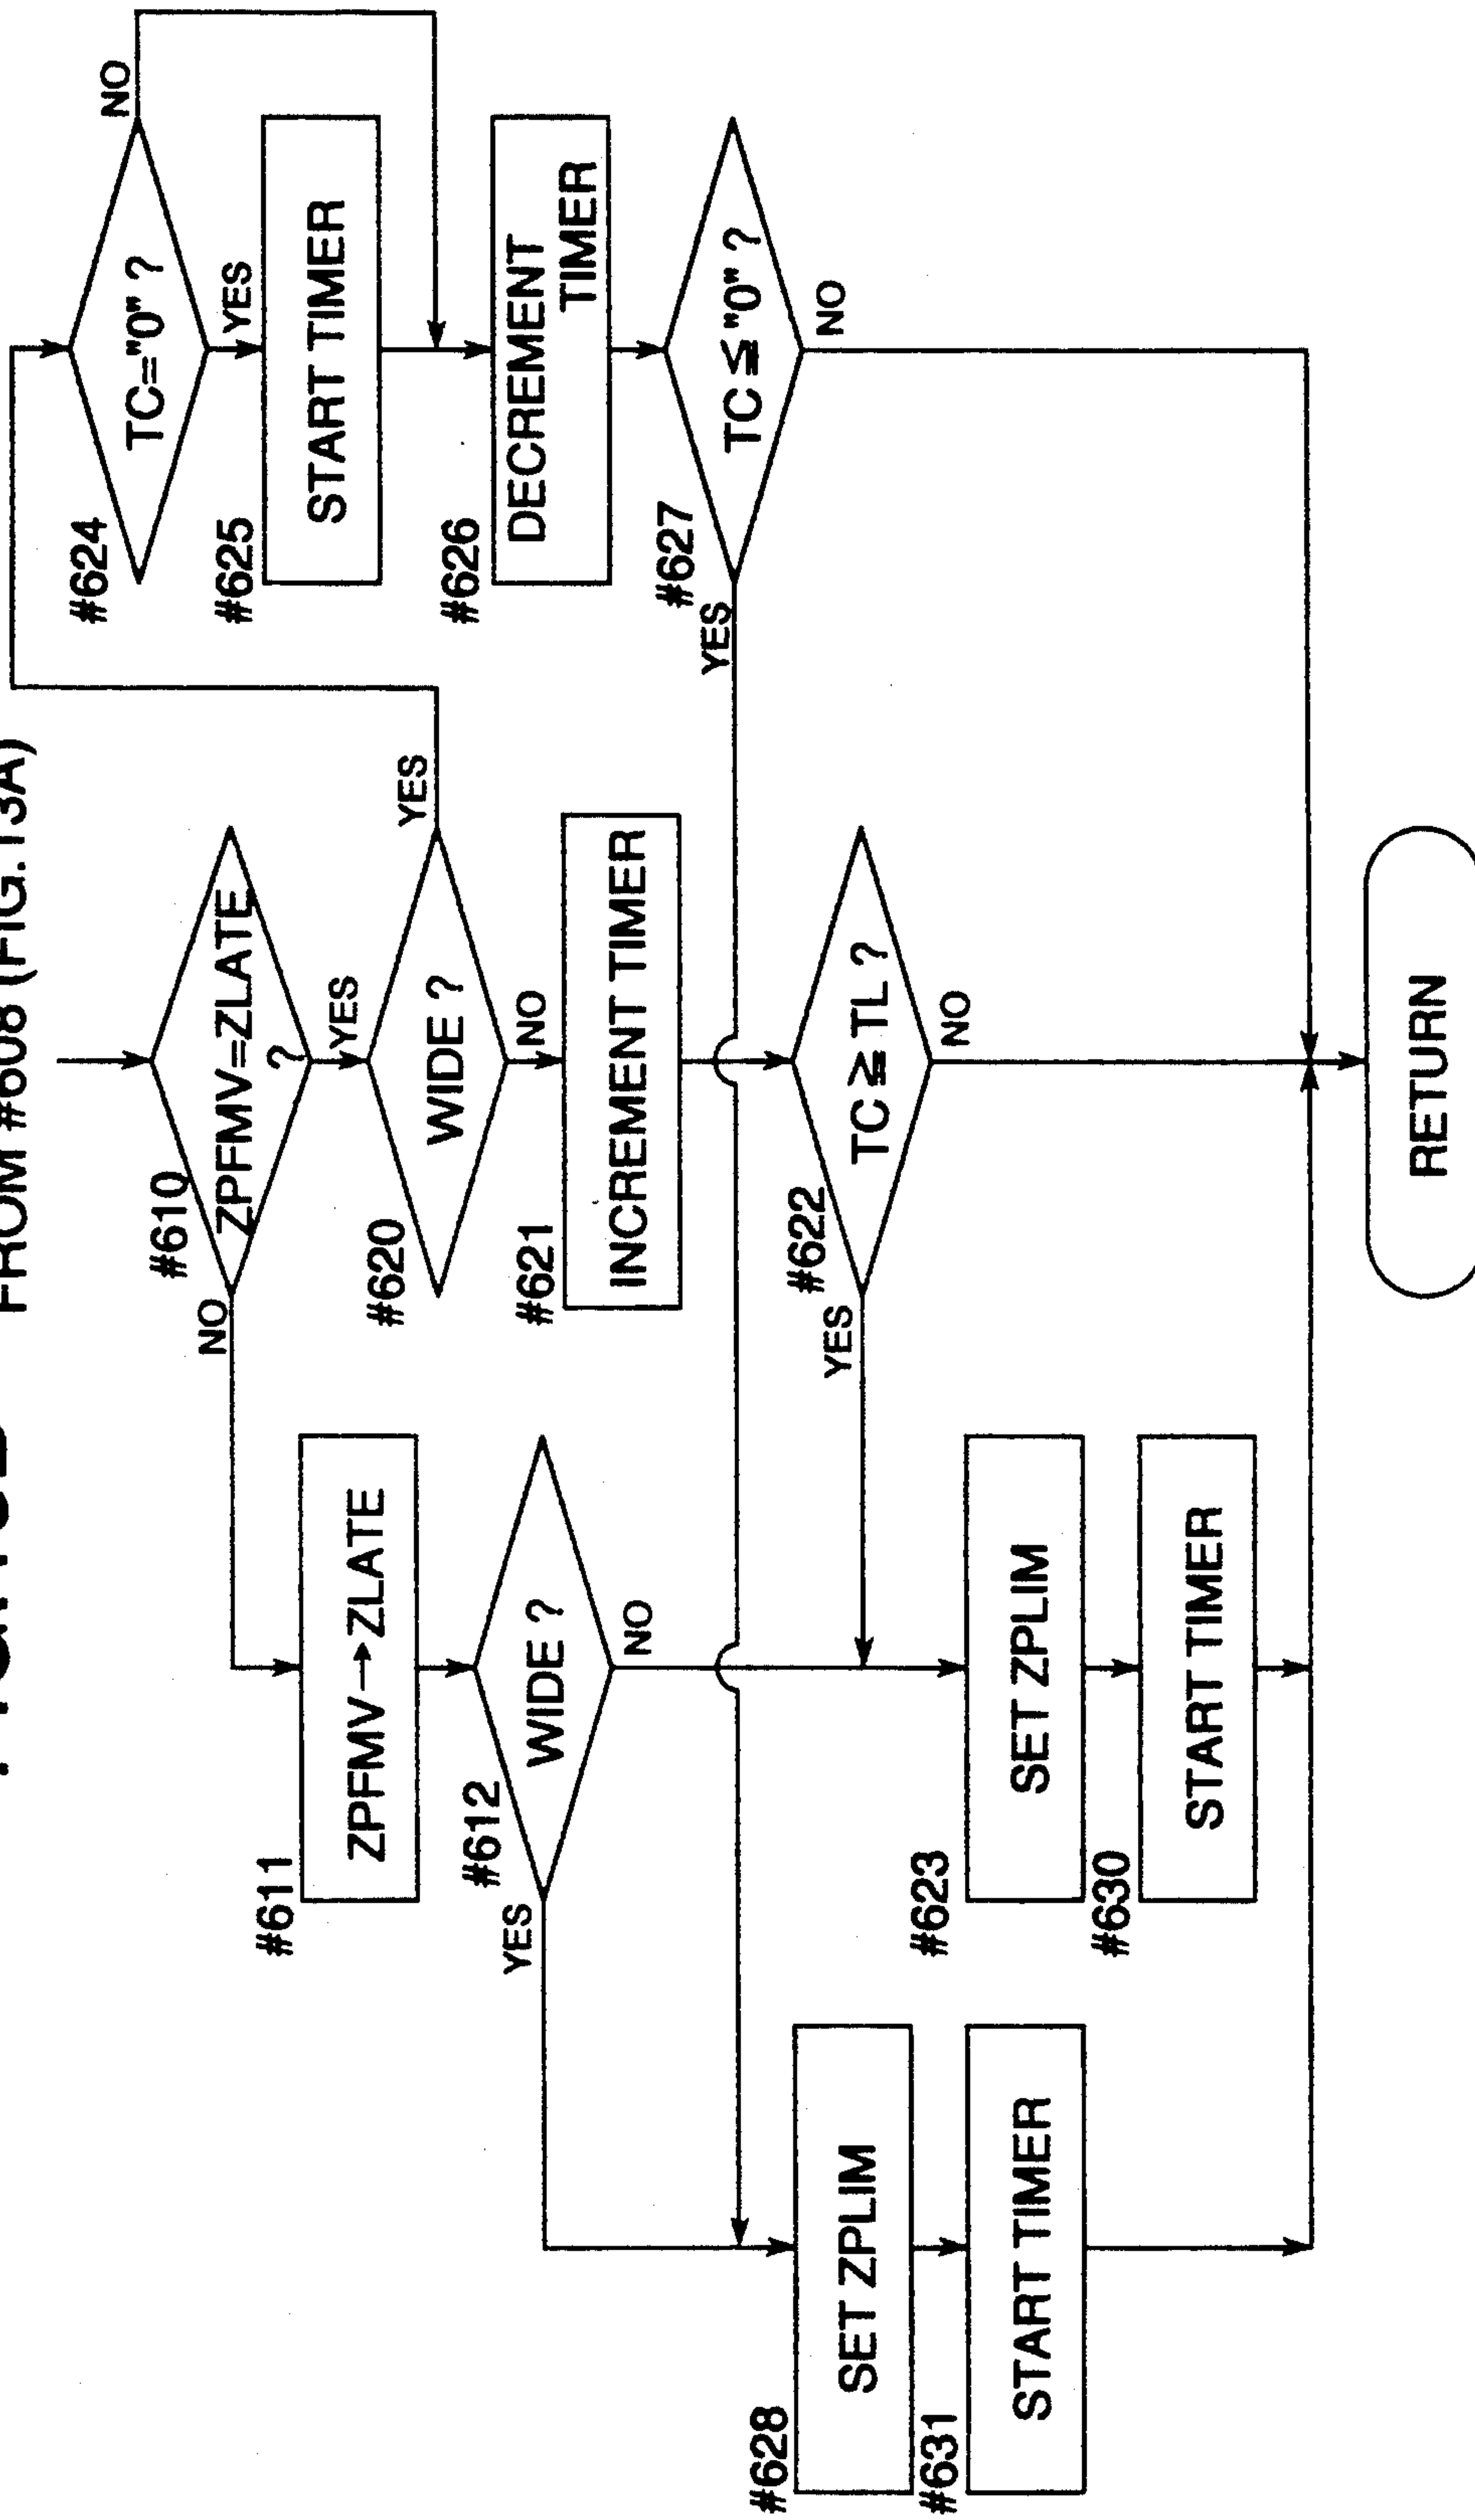 FROM #608 (FIG.13A)
#610
ZPFMV=ZLATE
?
NO
YES
#611
ZPFMV→ZLATE
#612
WIDE ?
YES
NO
#620
WIDE ?
YES
NO
#621
INCREMENT TIMER
#622
TC ≧ TL ?
YES
NO
#623
SET ZPLIM
#630
START TIMER
#624
TC="0" ?
NO
YES
#625
START TIMER
#626
DECREMENT
TIMER
#627
TC ≦ "0" ?
YES
NO
#628
SET ZPLIM
#631
START TIMER
RETURN